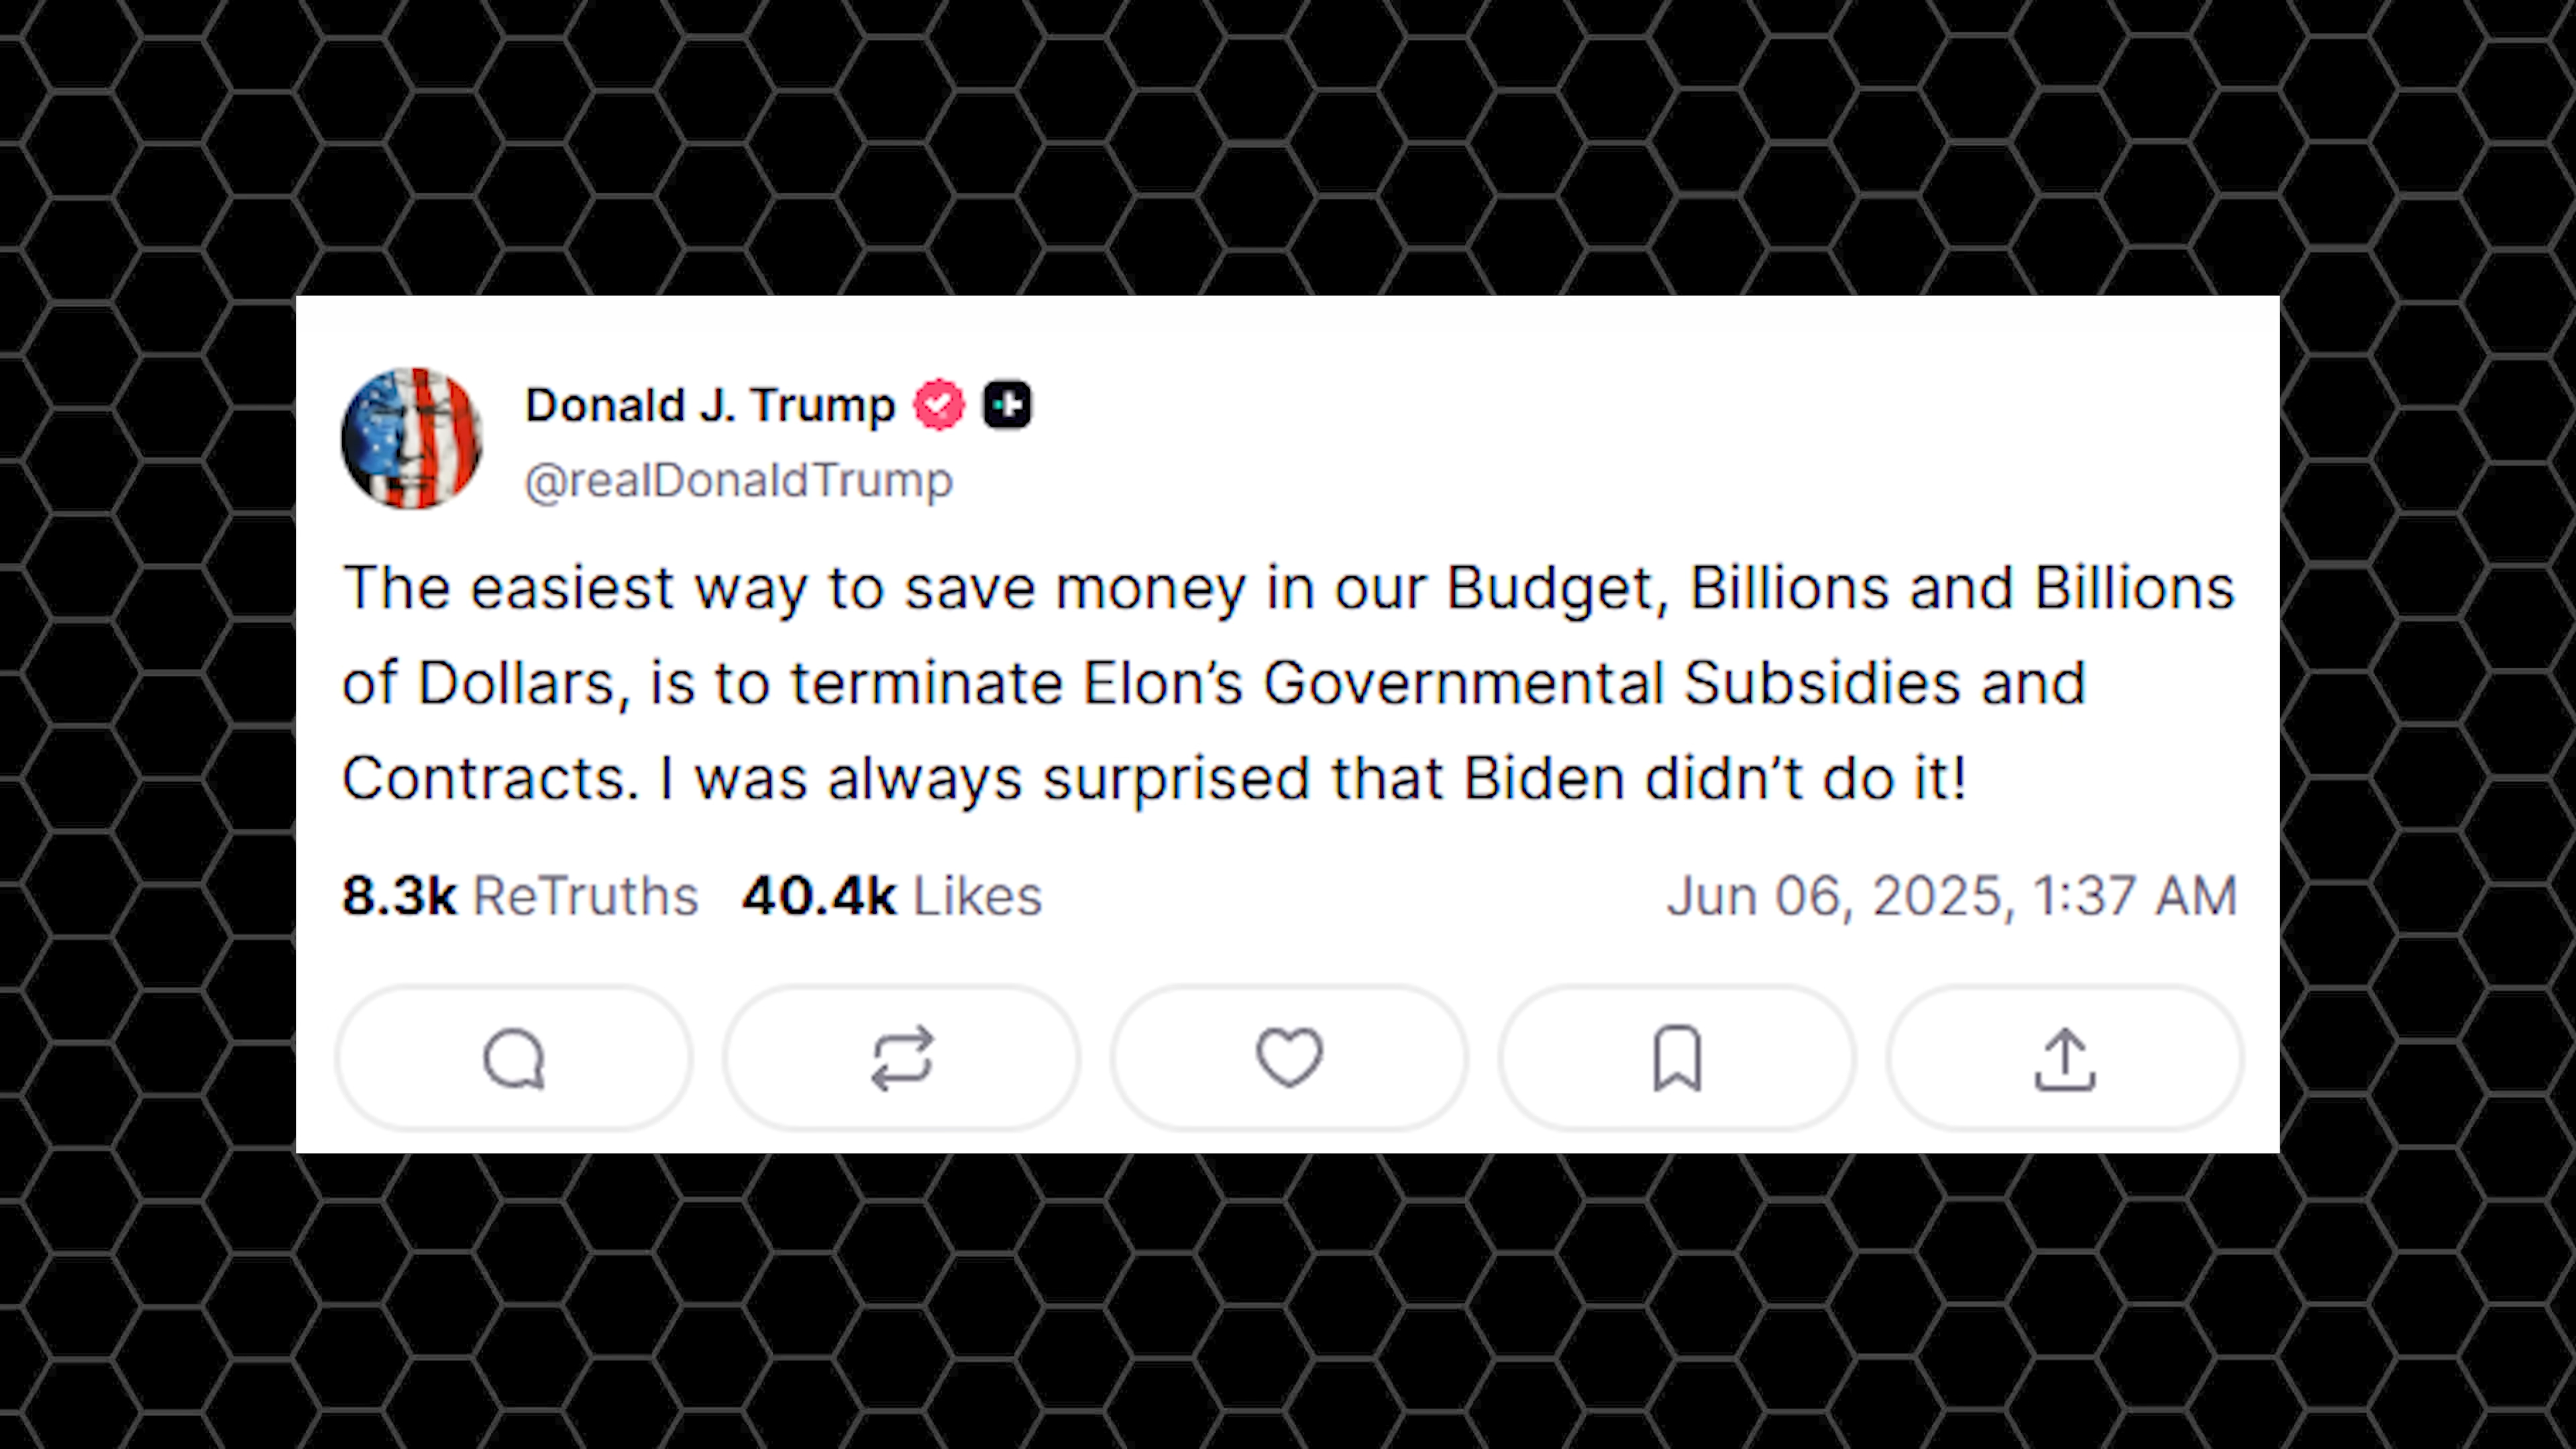 Donald J. Trump
@realDonaldTrump
The easiest way to save money in our Budget, Billions and Billions
of Dollars, is to terminate Elon’s Governmental Subsidies and
Contracts. I was always surprised that Biden didn’t do it!
8.3k ReTruths 40.4k Likes Jun 06, 2025, 1:37 AM